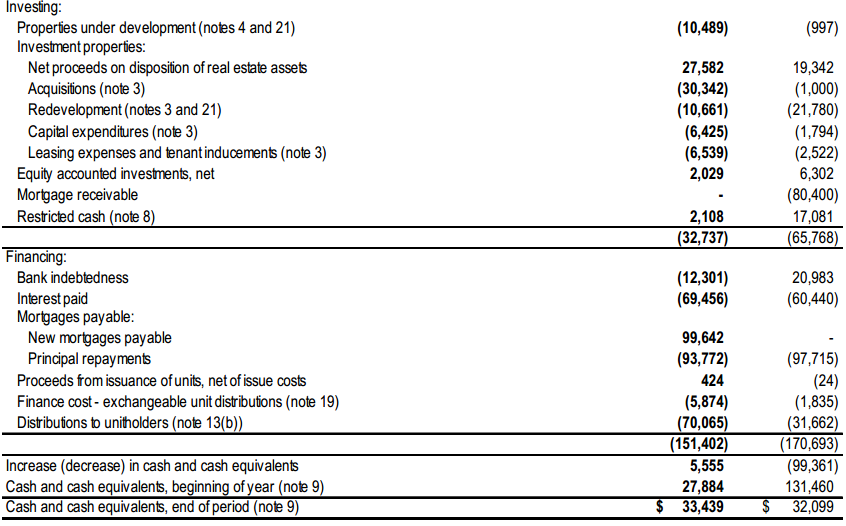 Investing:
Properties under development (notes 4 and 21) (10,489) (997)
Investment properties:
Net proceeds on disposition of real estate assets 27,582 19,342
Acquisitions (note 3) (30,342) (1,000)
Redevelopment (notes 3 and 21) (10,661) (21,780)
Capital expenditures (note 3) (6,425) (1,794)
Leasing expenses and tenant inducements (note 3) (6,539) (2,522)
Equity accounted investments, net 2,029 6,302
Mortgage receivable - (80,400)
Restricted cash (note 8) 2,108 17,081
(32,737) (65,768)
Financing:
Bank indebtedness (12,301) 20,983
Interest paid (69,456) (60,440)
Mortgages payable:
New mortgages payable 99,642 -
Principal repayments (93,772) (97,715)
Proceeds from issuance of units, net of issue costs 424 (24)
Finance cost - exchangeable unit distributions (note 19) (5,874) (1,835)
Distributions to unitholders (note 13(b)) (70,065) (31,662)
(151,402) (170,693)
Increase (decrease) in cash and cash equivalents 5,555 (99,361)
Cash and cash equivalents, beginning of year (note 9) 27,884 131,460
Cash and cash equivalents, end of period (note 9) $ 33,439 $ 32,099